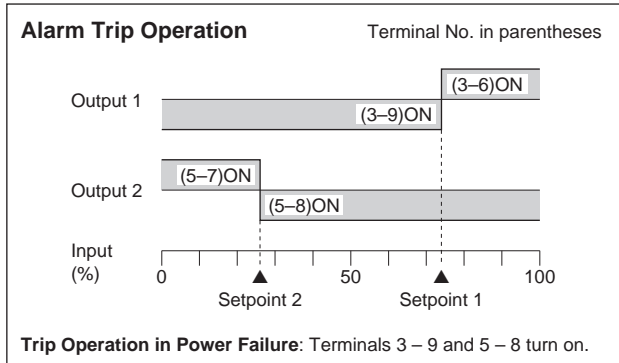 Alarm Trip Operation
Terminal No. in parentheses
Output 1
(3–6)ON
(3–9)ON
Output 2
(5–7)ON
(5–8)ON
Input
(%)
0
50
100
Setpoint 2
Setpoint 1
Trip Operation in Power Failure: Terminals 3 – 9 and 5 – 8 turn on.